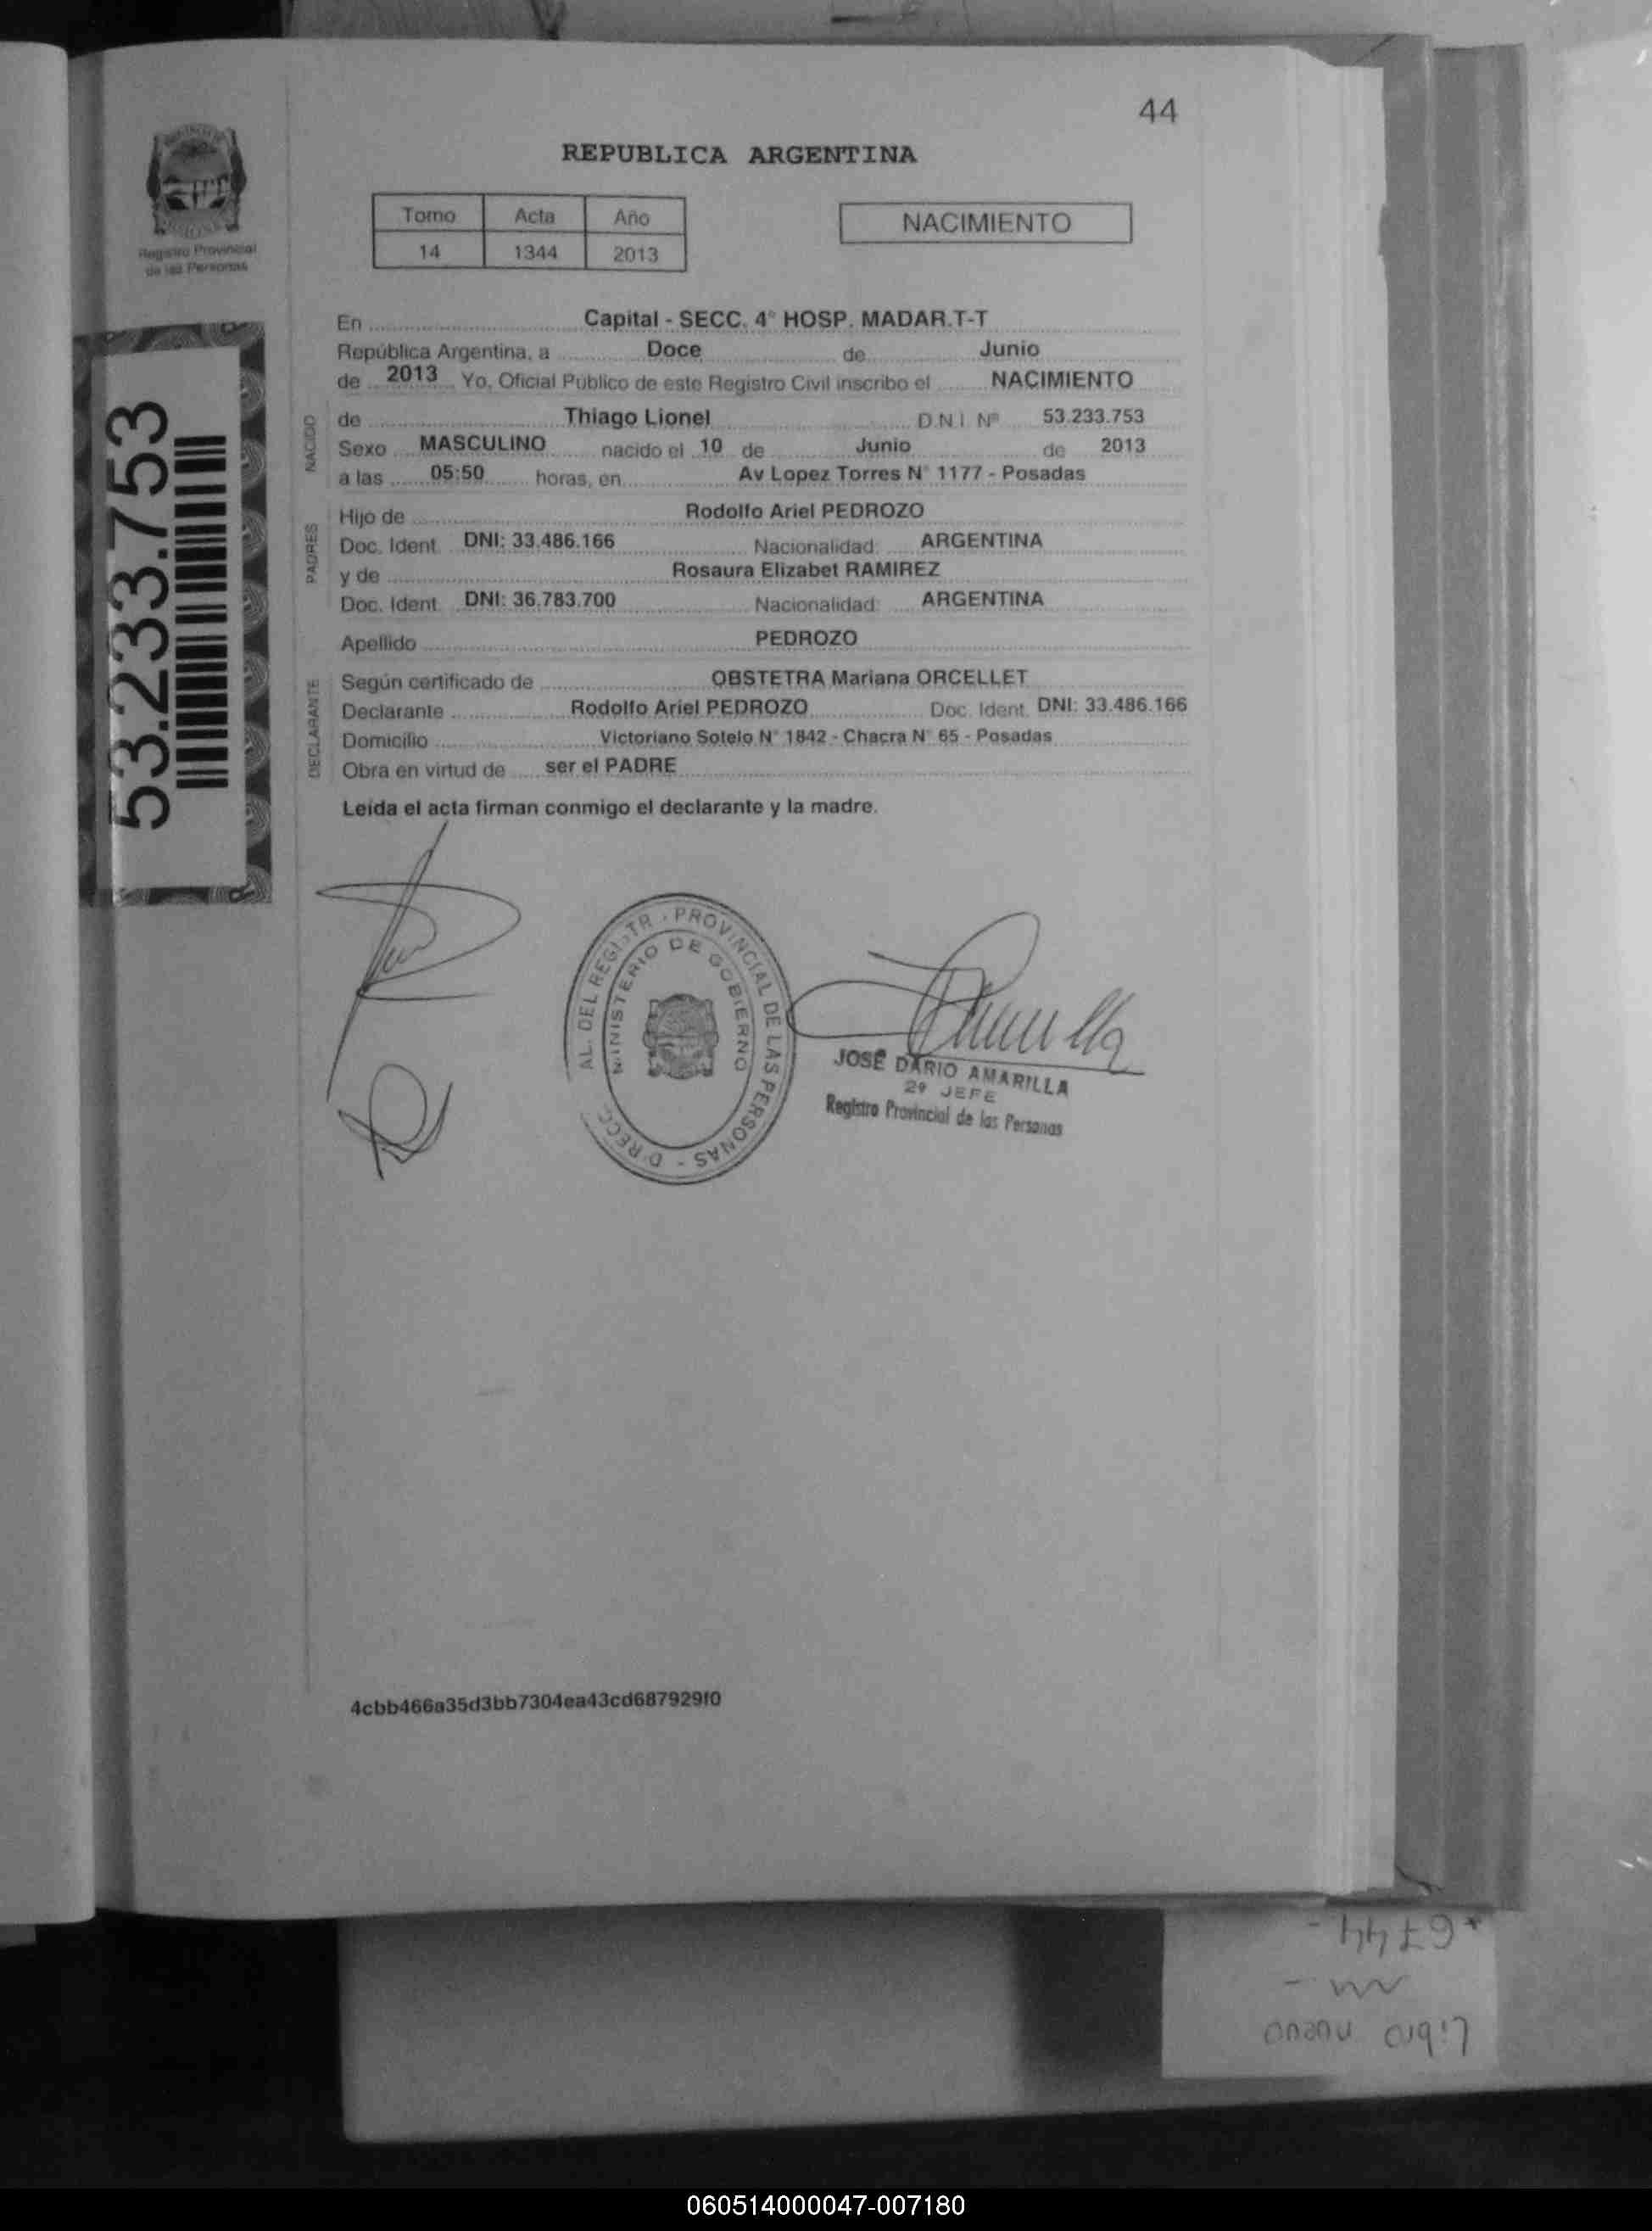 44
REPUBLICA ARGENTINA
Registro Provincial
de las Personas
Tomo Acta Año
14 1344 2013
NACIMIENTO
53.233.753
En Capital - SECC. 4° HOSP. MADAR.T-T
República Argentina, a Doce de Junio
de 2013 Yo, Oficial Público de este Registro Civil inscribo el NACIMIENTO
NACIDO
de Thiago Lionel D.N.I. Nº 53.233.753
Sexo MASCULINO nacido el 10 de Junio de 2013
a las 05:50 horas, en Av Lopez Torres N° 1177 - Posadas
PADRES
Hijo de Rodolfo Ariel PEDROZO
Doc. Ident. DNI: 33.486.166 Nacionalidad: ARGENTINA
y de Rosaura Elizabet RAMIREZ
Doc. Ident. DNI: 36.783.700 Nacionalidad: ARGENTINA
Apellido PEDROZO
DECLARANTE
Según certificado de OBSTETRA Mariana ORCELLET
Declarante Rodolfo Ariel PEDROZO Doc. Ident. DNI: 33.486.166
Domicilio Victoriano Sotelo N° 1842 - Chacra N° 65 - Posadas
Obra en virtud de ser el PADRE
Leída el acta firman conmigo el declarante y la madre.
PROVINCIAL DE LAS PERSONAS
AL. DEL REGISTR
MINISTERIO DE GOBIERNO
JOSÉ DARIO AMARILLA
2º JEFE
Registro Provincial de las Personas
4cbb466a35d3bb7304ea43cd687929f0
6744
Libro nuevo
060514000047-007180